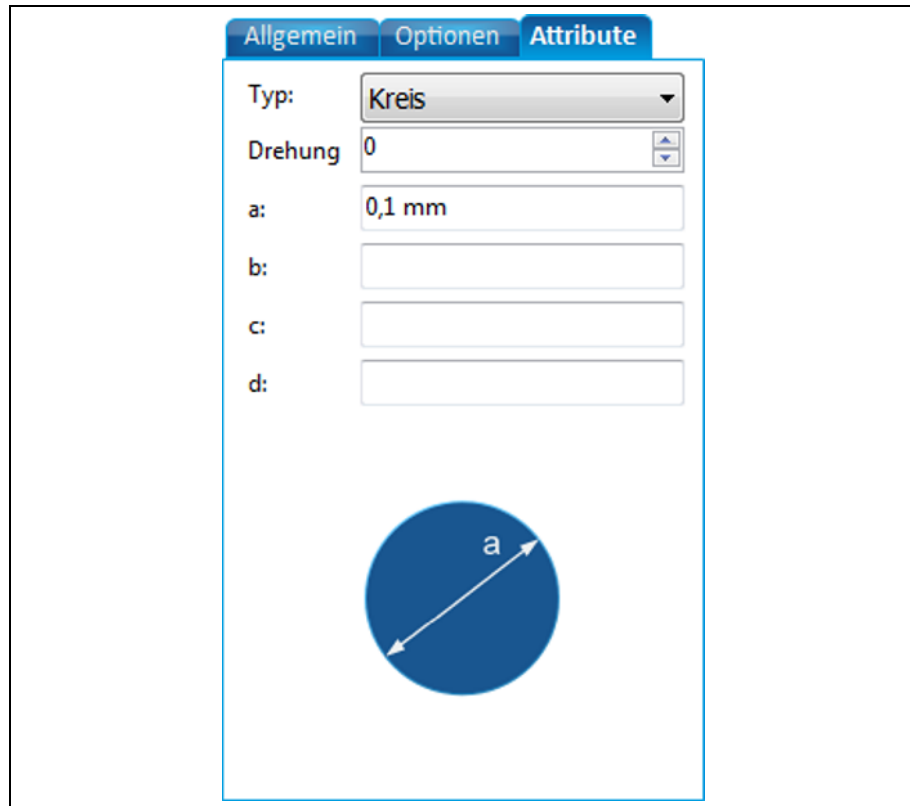 Allgemein Optionen Attribute
Typ: Kreis
Drehung 0
a: 0,1 mm
b:
c:
d:
a